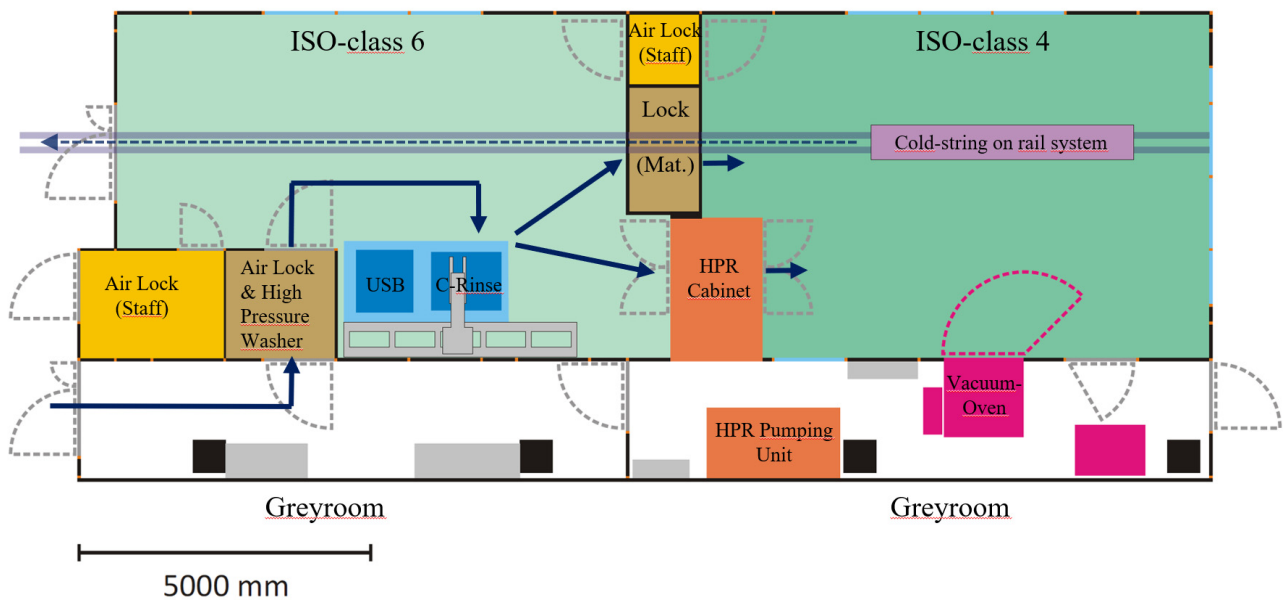 ISO-class 6
Air Lock
(Staff)
ISO-class 4
Lock
(Mat.)
Cold-string on rail system
Air Lock
(Staff)
Air Lock
& High
Pressure
Washer
USB
C-Rinse
HPR
Cabinet
Vacuum-
Oven
HPR Pumping
Unit
Greyroom
Greyroom
5000 mm